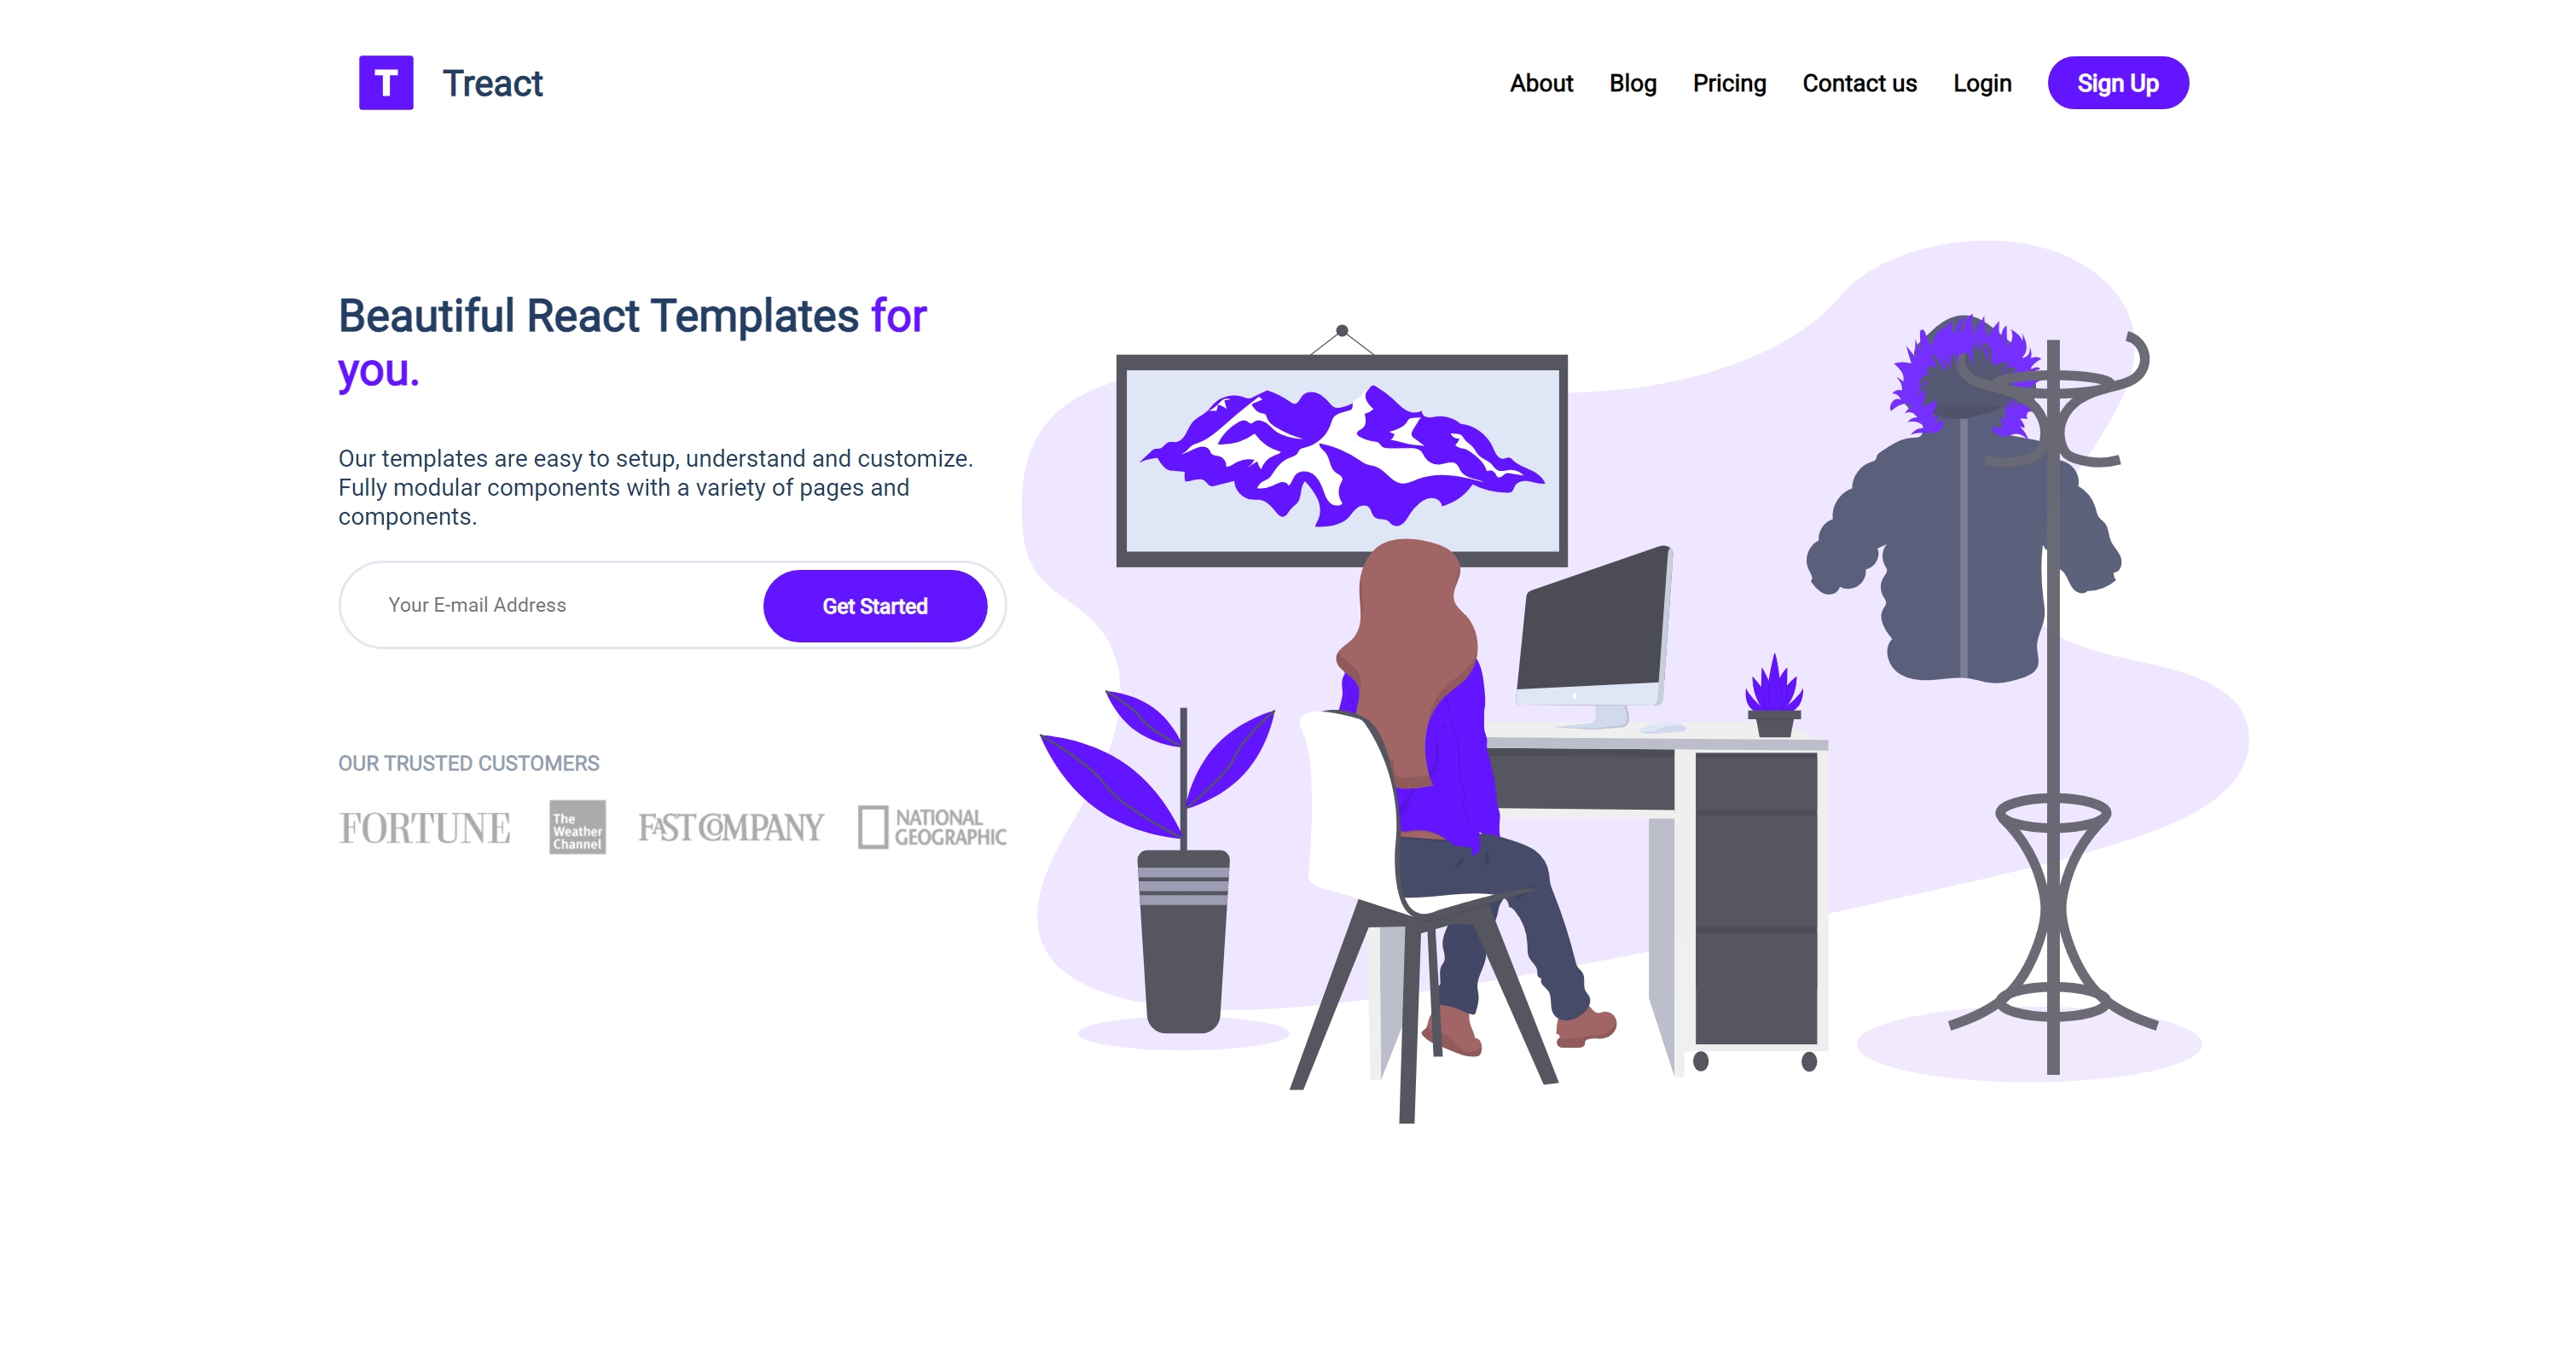 T Treact
About Blog Pricing Contact us Login Sign Up
Beautiful React Templates for
you.
Our templates are easy to setup, understand and customize.
Fully modular components with a variety of pages and
components.
Your E-mail Address
Get Started
OUR TRUSTED CUSTOMERS
FORTUNE
The
Weather
Channel
FAST COMPANY
NATIONAL
GEOGRAPHIC